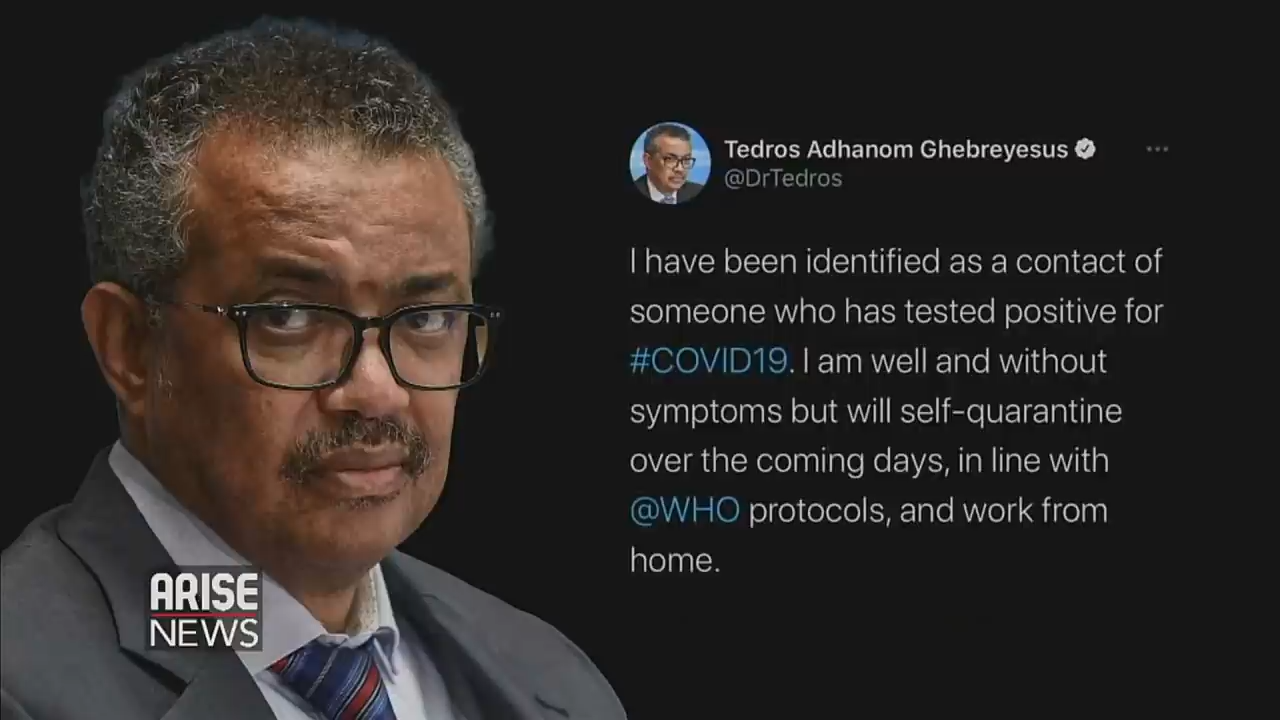 Tedros Adhanom Ghebreyesus
@DrTedros
I have been identified as a contact of
someone who has tested positive for
#COVID19. I am well and without
symptoms but will self-quarantine
over the coming days, in line with
@WHO protocols, and work from
home.
ARISE
NEWS